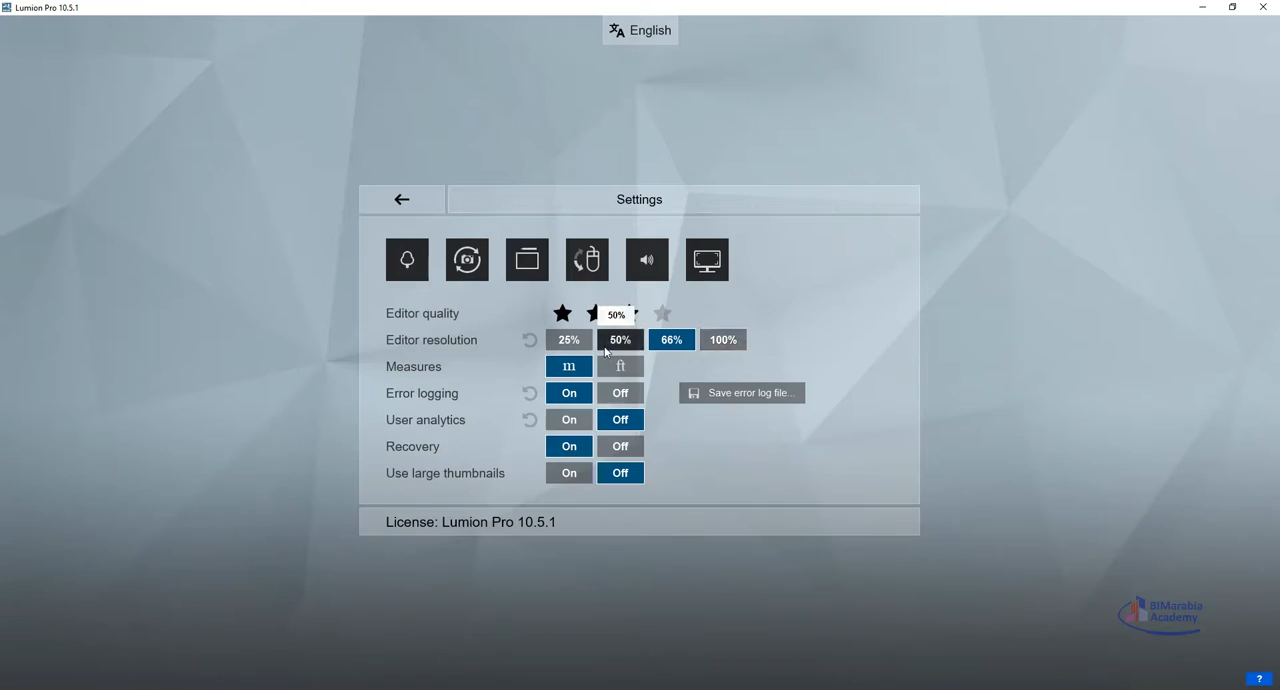 Lumion Pro 10.5.1
English
Settings
Editor quality
50%
Editor resolution 25% 50% 66% 100%
Measures m ft
Error logging On Off Save error log file...
User analytics On Off
Recovery On Off
Use large thumbnails On Off
License: Lumion Pro 10.5.1
BIMarabia
Academy
?